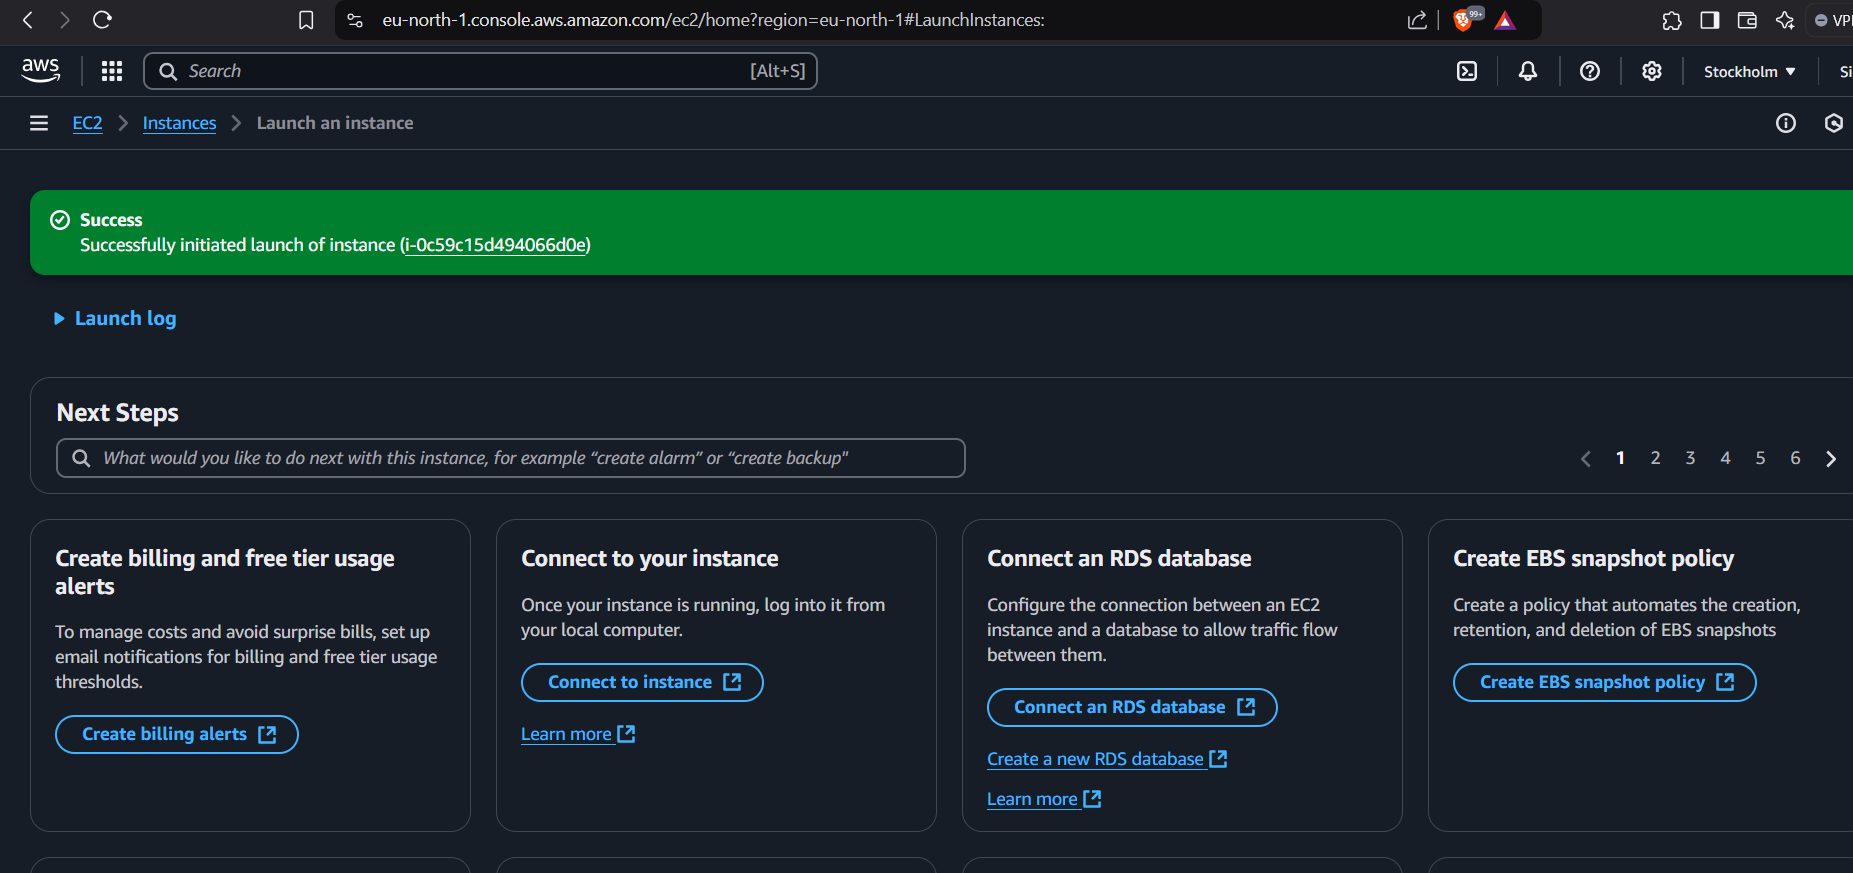 eu-north-1.console.aws.amazon.com/ec2/home?region=eu-north-1#LaunchInstances:
99+
aws
Search
[Alt+S]
Stockholm
EC2
Instances
Launch an instance
Success
Successfully initiated launch of instance (i-0c59c15d494066d0e)
Launch log
Next Steps
What would you like to do next with this instance, for example “create alarm” or “create backup"
1 2 3 4 5 6
Create billing and free tier usage
alerts
To manage costs and avoid surprise bills, set up
email notifications for billing and free tier usage
thresholds.
Create billing alerts
Connect to your instance
Once your instance is running, log into it from
your local computer.
Connect to instance
Learn more
Connect an RDS database
Configure the connection between an EC2
instance and a database to allow traffic flow
between them.
Connect an RDS database
Create a new RDS database
Learn more
Create EBS snapshot policy
Create a policy that automates the creation,
retention, and deletion of EBS snapshots
Create EBS snapshot policy